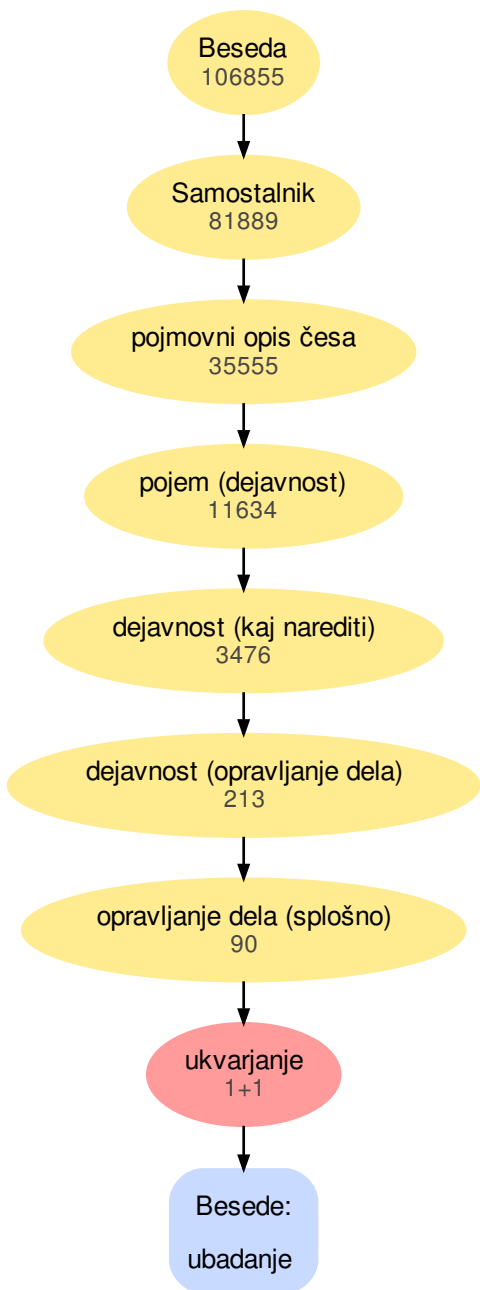 Beseda
106855
Samostalnik
81889
pojmovni opis česa
35555
pojem (dejavnost)
11634
dejavnost (kaj narediti)
3476
dejavnost (opravljanje dela)
213
opravljanje dela (splošno)
90
ukvarjanje
1+1
Besede:
ubadanje